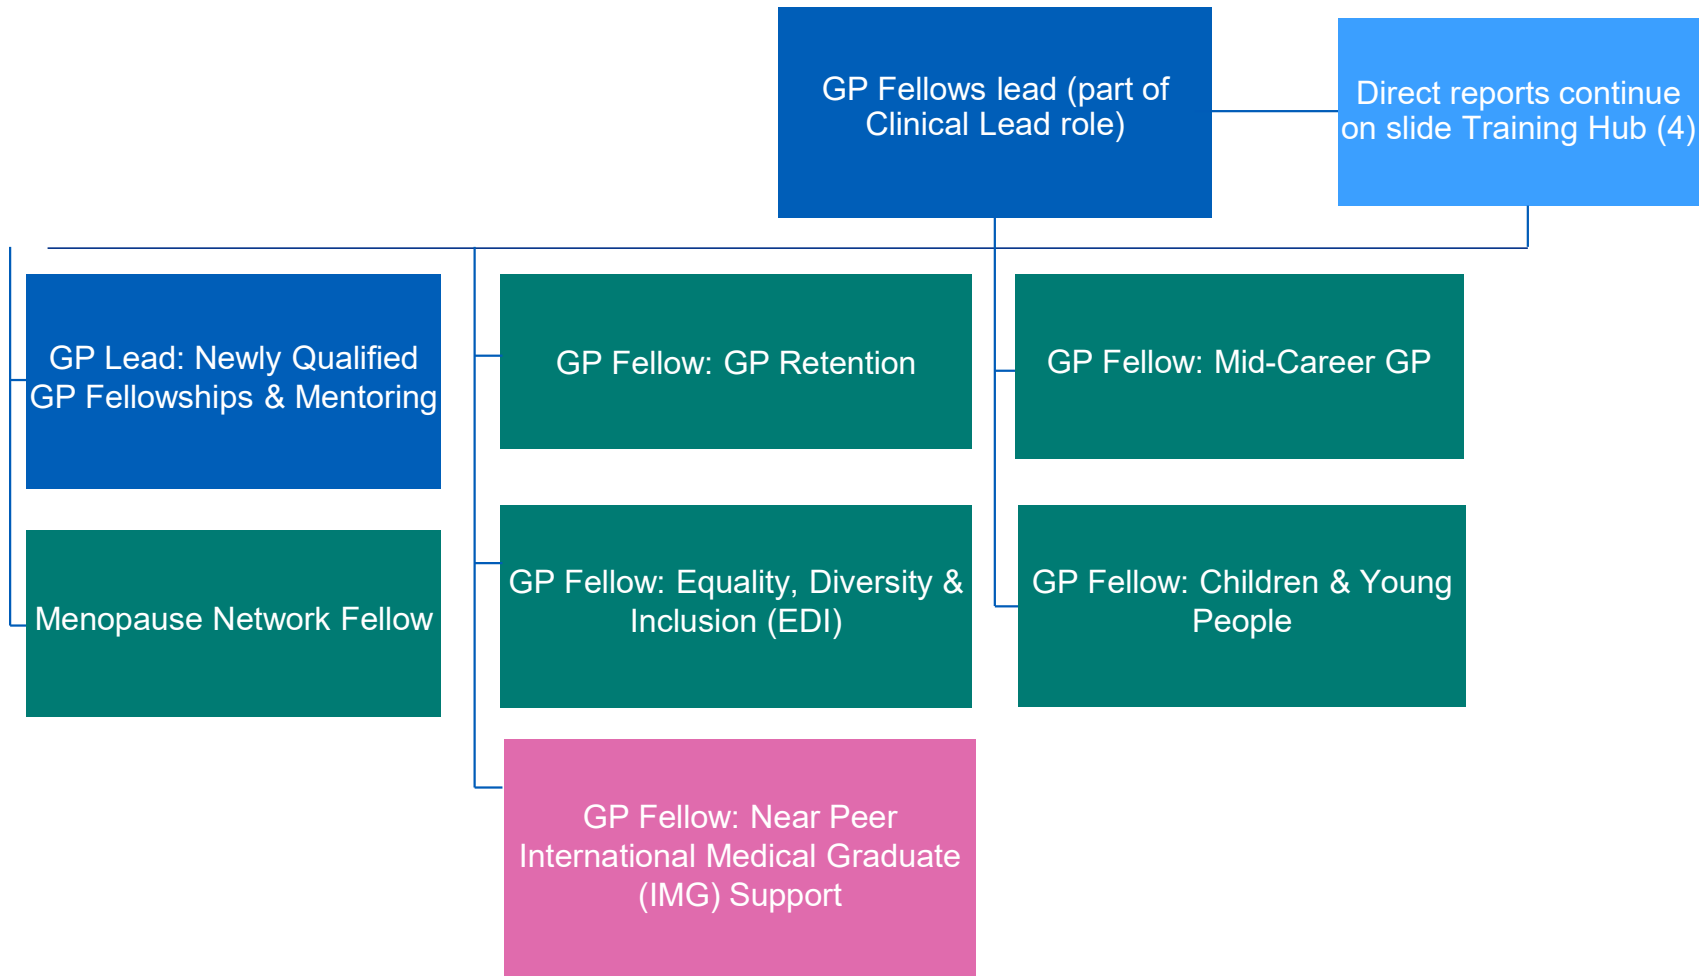 GP Fellows lead (part of
Clinical Lead role)
Direct reports continue
on slide Training Hub (4)
GP Lead: Newly Qualified
GP Fellowships & Mentoring
GP Fellow: GP Retention
GP Fellow: Mid-Career GP
Menopause Network Fellow
GP Fellow: Equality, Diversity &
Inclusion (EDI)
GP Fellow: Children & Young
People
GP Fellow: Near Peer
International Medical Graduate
(IMG) Support